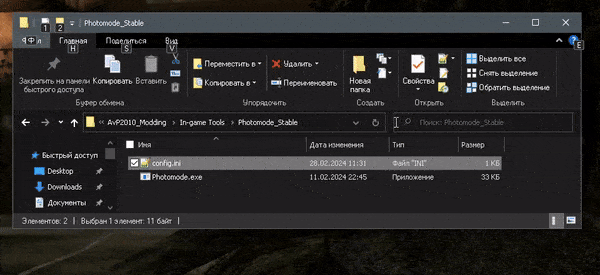 Photomode_Stable
1 2
Ф
Главная Поделиться Вид
H S V E
Закрепить на панели быстрого доступа
Копировать
Вставить
Переместить в
Копировать в
Удалить
Переименовать
Новая папка
Свойства
Выделить все
Снять выделение
Обратить выделение
Буфер обмена Упорядочить Создать Открыть Выделить
AvP2010_Modding > In-game Tools > Photomode_Stable
Поиск: Photomode_Stable
Быстрый доступ
Desktop
Downloads
Документы
Имя Дата изменения Тип Размер
config.ini 28.02.2024 11:31 Файл "INI" 1 КБ
Photomode.exe 11.02.2024 22:45 Приложение 33 КБ
Элементов: 2 Выбран 1 элемент: 11 байт